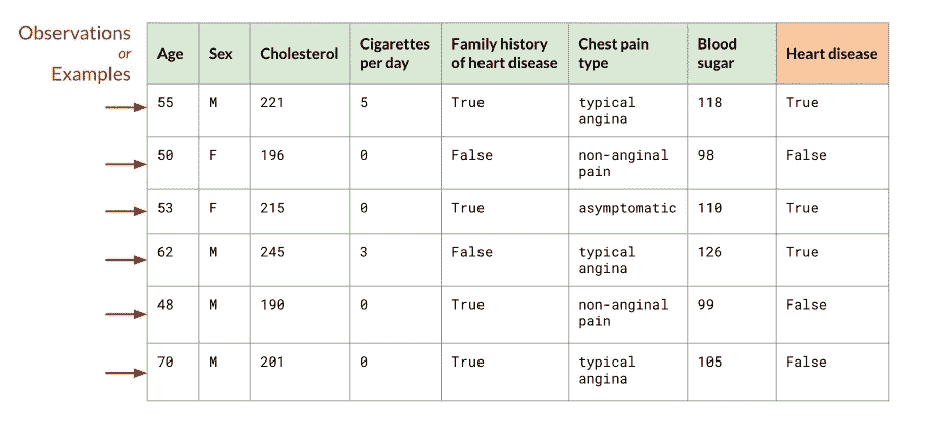 Observations
or
Examples
Age Sex Cholesterol Cigarettes per day Family history of heart disease Chest pain type Blood sugar Heart disease
55 M 221 5 True typical angina 118 True
50 F 196 0 False non-anginal pain 98 False
53 F 215 0 True asymptomatic 110 True
62 M 245 3 False typical angina 126 True
48 M 190 0 True non-anginal pain 99 False
70 M 201 0 True typical angina 105 False